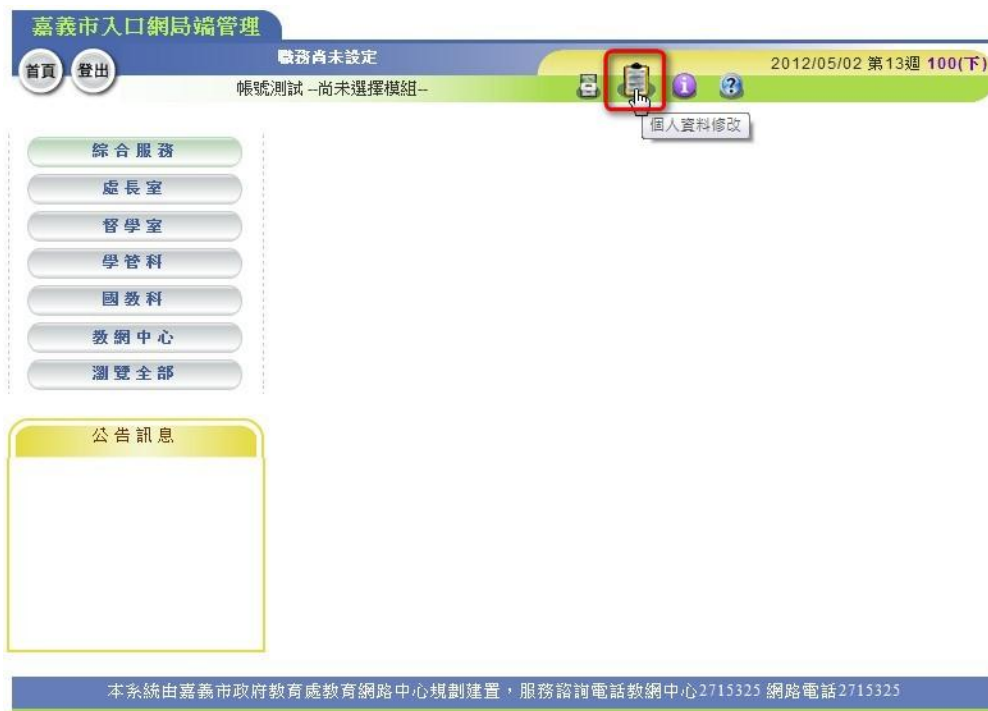 嘉義市入口網局端管理
首頁 登出
職務尚未設定
2012/05/02 第13週 100(下)
帳號測試 --尚未選擇模組--
個人資料修改
綜合服務
處長室
督學室
學管科
國教科
教網中心
瀏覽全部
公告訊息
本系統由嘉義市政府教育處教育網路中心規劃建置，服務諮詢電話教網中心2715325 網路電話2715325